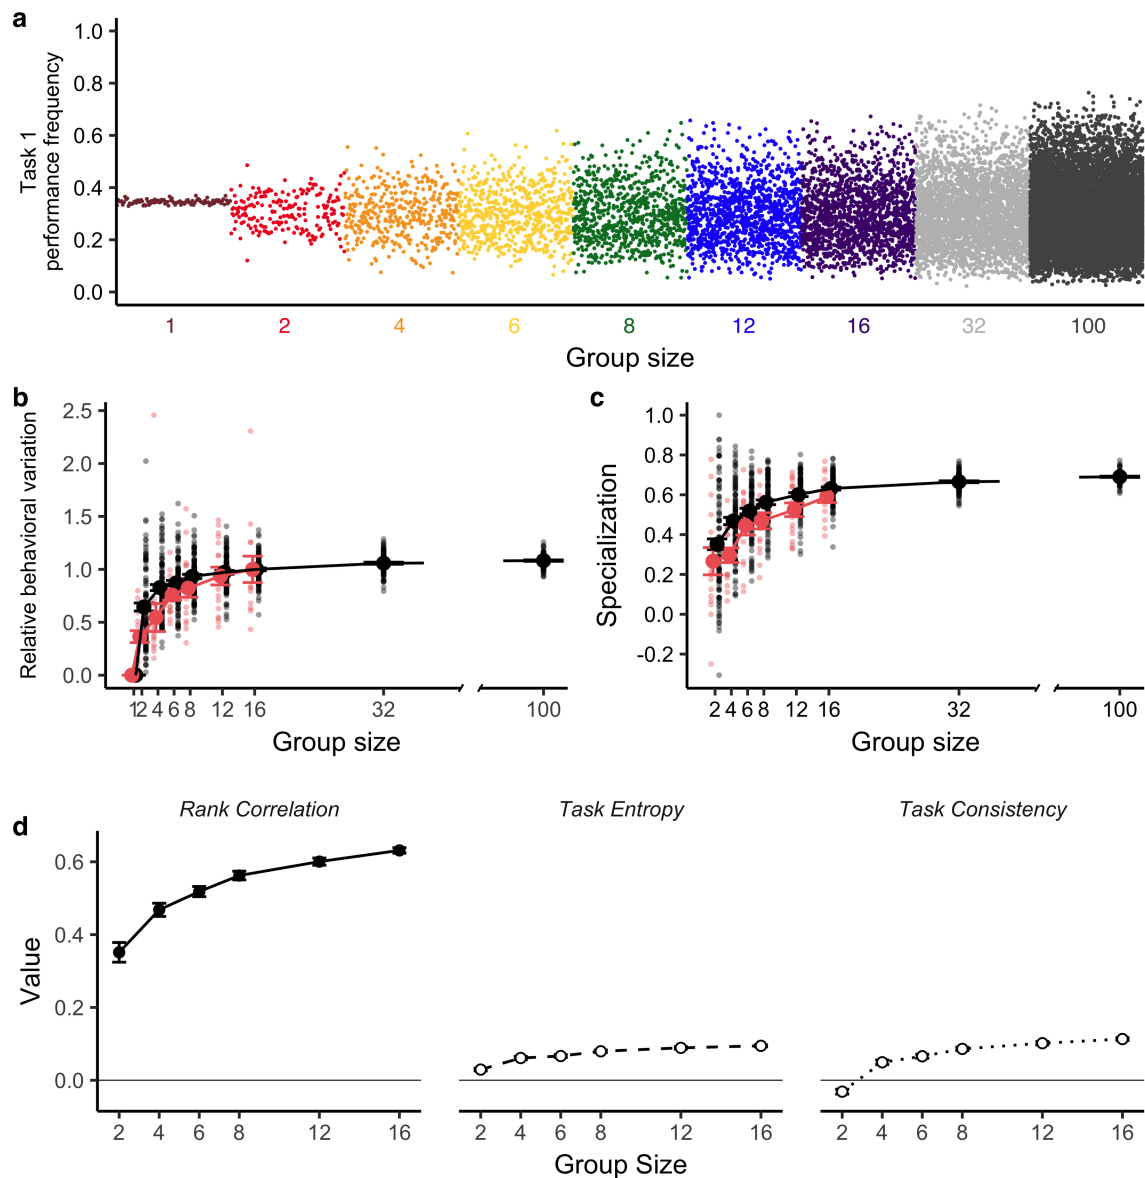 a
Task 1
performance frequency
1.0
0.8
0.6
0.4
0.2
0.0
1 2 4 6 8 12 16 32 100
Group size
b
Relative behavioral variation
2.5
2.0
1.5
1.0
0.5
0.0
1 2 4 6 8 12 16 32 100
Group size
c
Specialization
1.0
0.8
0.6
0.4
0.2
0.0
-0.2
2 4 6 8 12 16 32 100
Group size
d
Rank Correlation Task Entropy Task Consistency
Value
0.6
0.4
0.2
0.0
2 4 6 8 12 16 2 4 6 8 12 16 2 4 6 8 12 16
Group Size